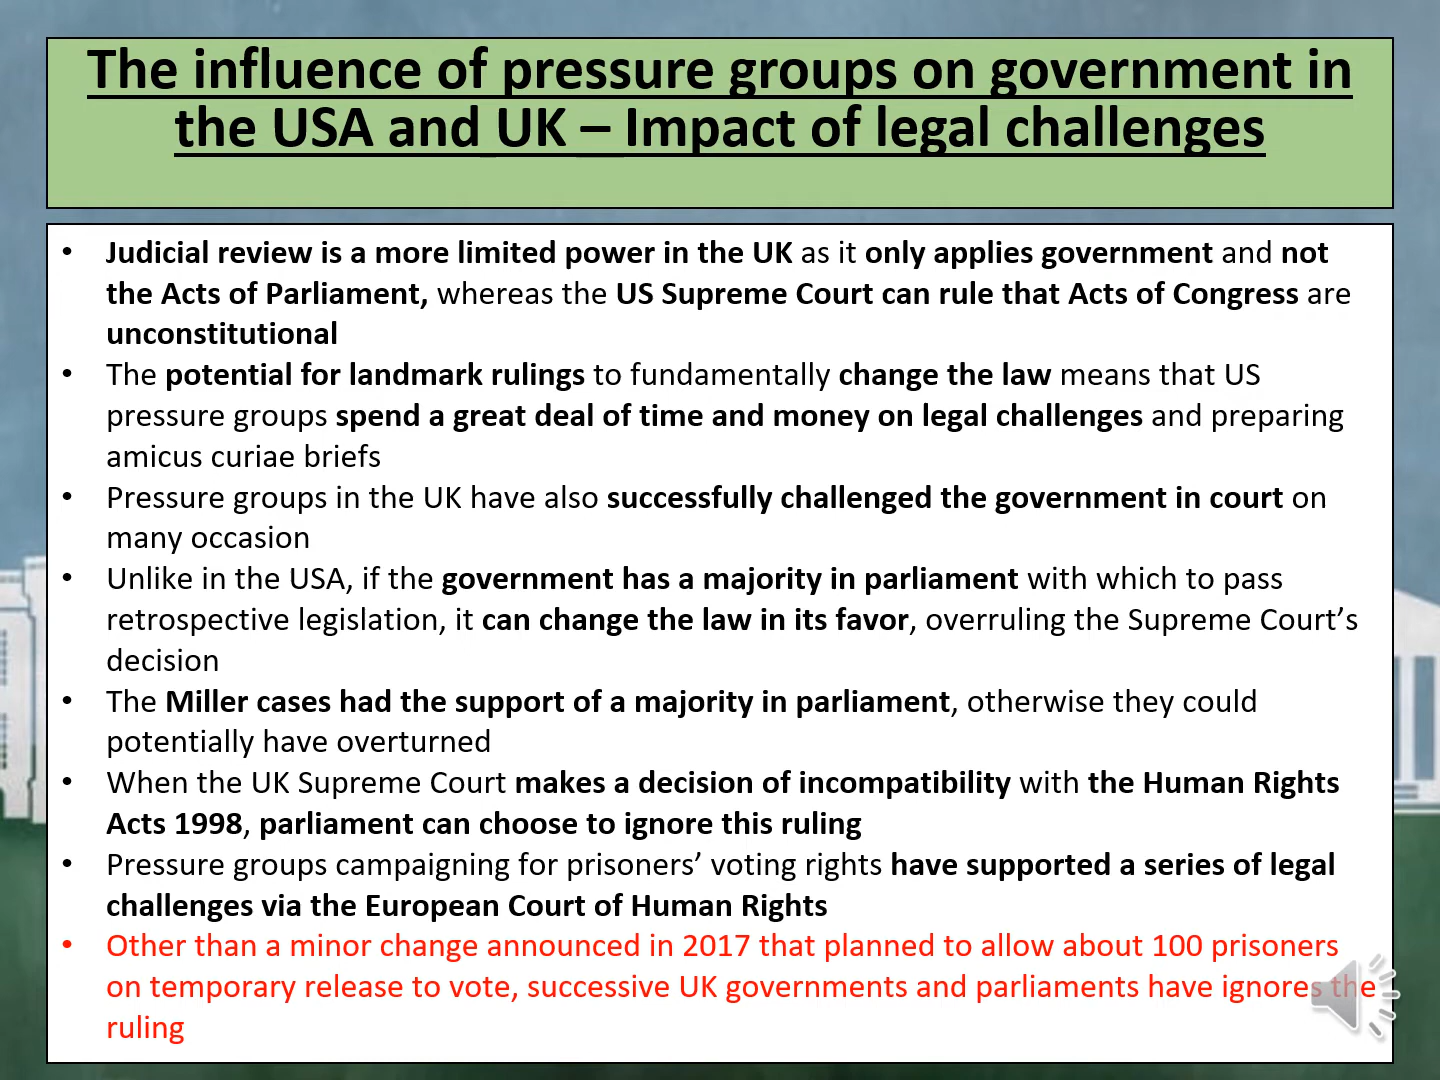 The influence of pressure groups on government in
the USA and UK – Impact of legal challenges
• Judicial review is a more limited power in the UK as it only applies government and not
the Acts of Parliament, whereas the US Supreme Court can rule that Acts of Congress are
unconstitutional
• The potential for landmark rulings to fundamentally change the law means that US
pressure groups spend a great deal of time and money on legal challenges and preparing
amicus curiae briefs
• Pressure groups in the UK have also successfully challenged the government in court on
many occasion
• Unlike in the USA, if the government has a majority in parliament with which to pass
retrospective legislation, it can change the law in its favor, overruling the Supreme Court’s
decision
• The Miller cases had the support of a majority in parliament, otherwise they could
potentially have overturned
• When the UK Supreme Court makes a decision of incompatibility with the Human Rights
Acts 1998, parliament can choose to ignore this ruling
• Pressure groups campaigning for prisoners’ voting rights have supported a series of legal
challenges via the European Court of Human Rights
• Other than a minor change announced in 2017 that planned to allow about 100 prisoners
on temporary release to vote, successive UK governments and parliaments have ignores the
ruling